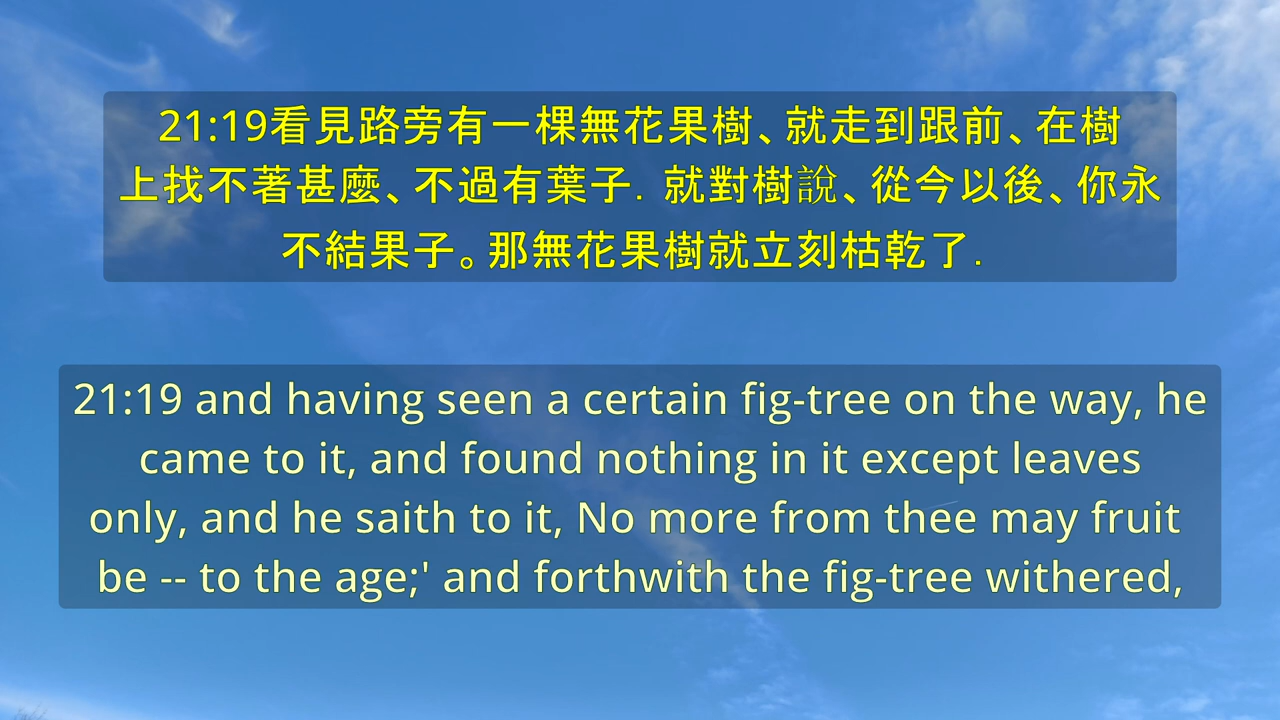 21:19看見路旁有一棵無花果樹、就走到跟前、在樹
上找不著甚麼、不過有葉子. 就對樹說、從今以後、你永
不結果子。那無花果樹就立刻枯乾了.
21:19 and having seen a certain fig-tree on the way, he
came to it, and found nothing in it except leaves
only, and he saith to it, No more from thee may fruit
be -- to the age;' and forthwith the fig-tree withered,